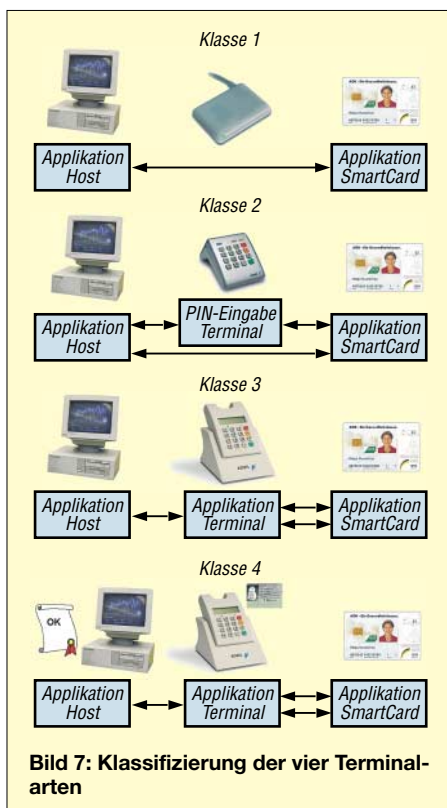 Klasse 1
Applikation Host
Applikation SmartCard
Klasse 2
PIN-Eingabe Terminal
Applikation Host
Applikation SmartCard
Klasse 3
Applikation Host
Applikation Terminal
Applikation SmartCard
Klasse 4
OK
Applikation Host
Applikation Terminal
Applikation SmartCard
Bild 7: Klassifizierung der vier Terminal-
arten